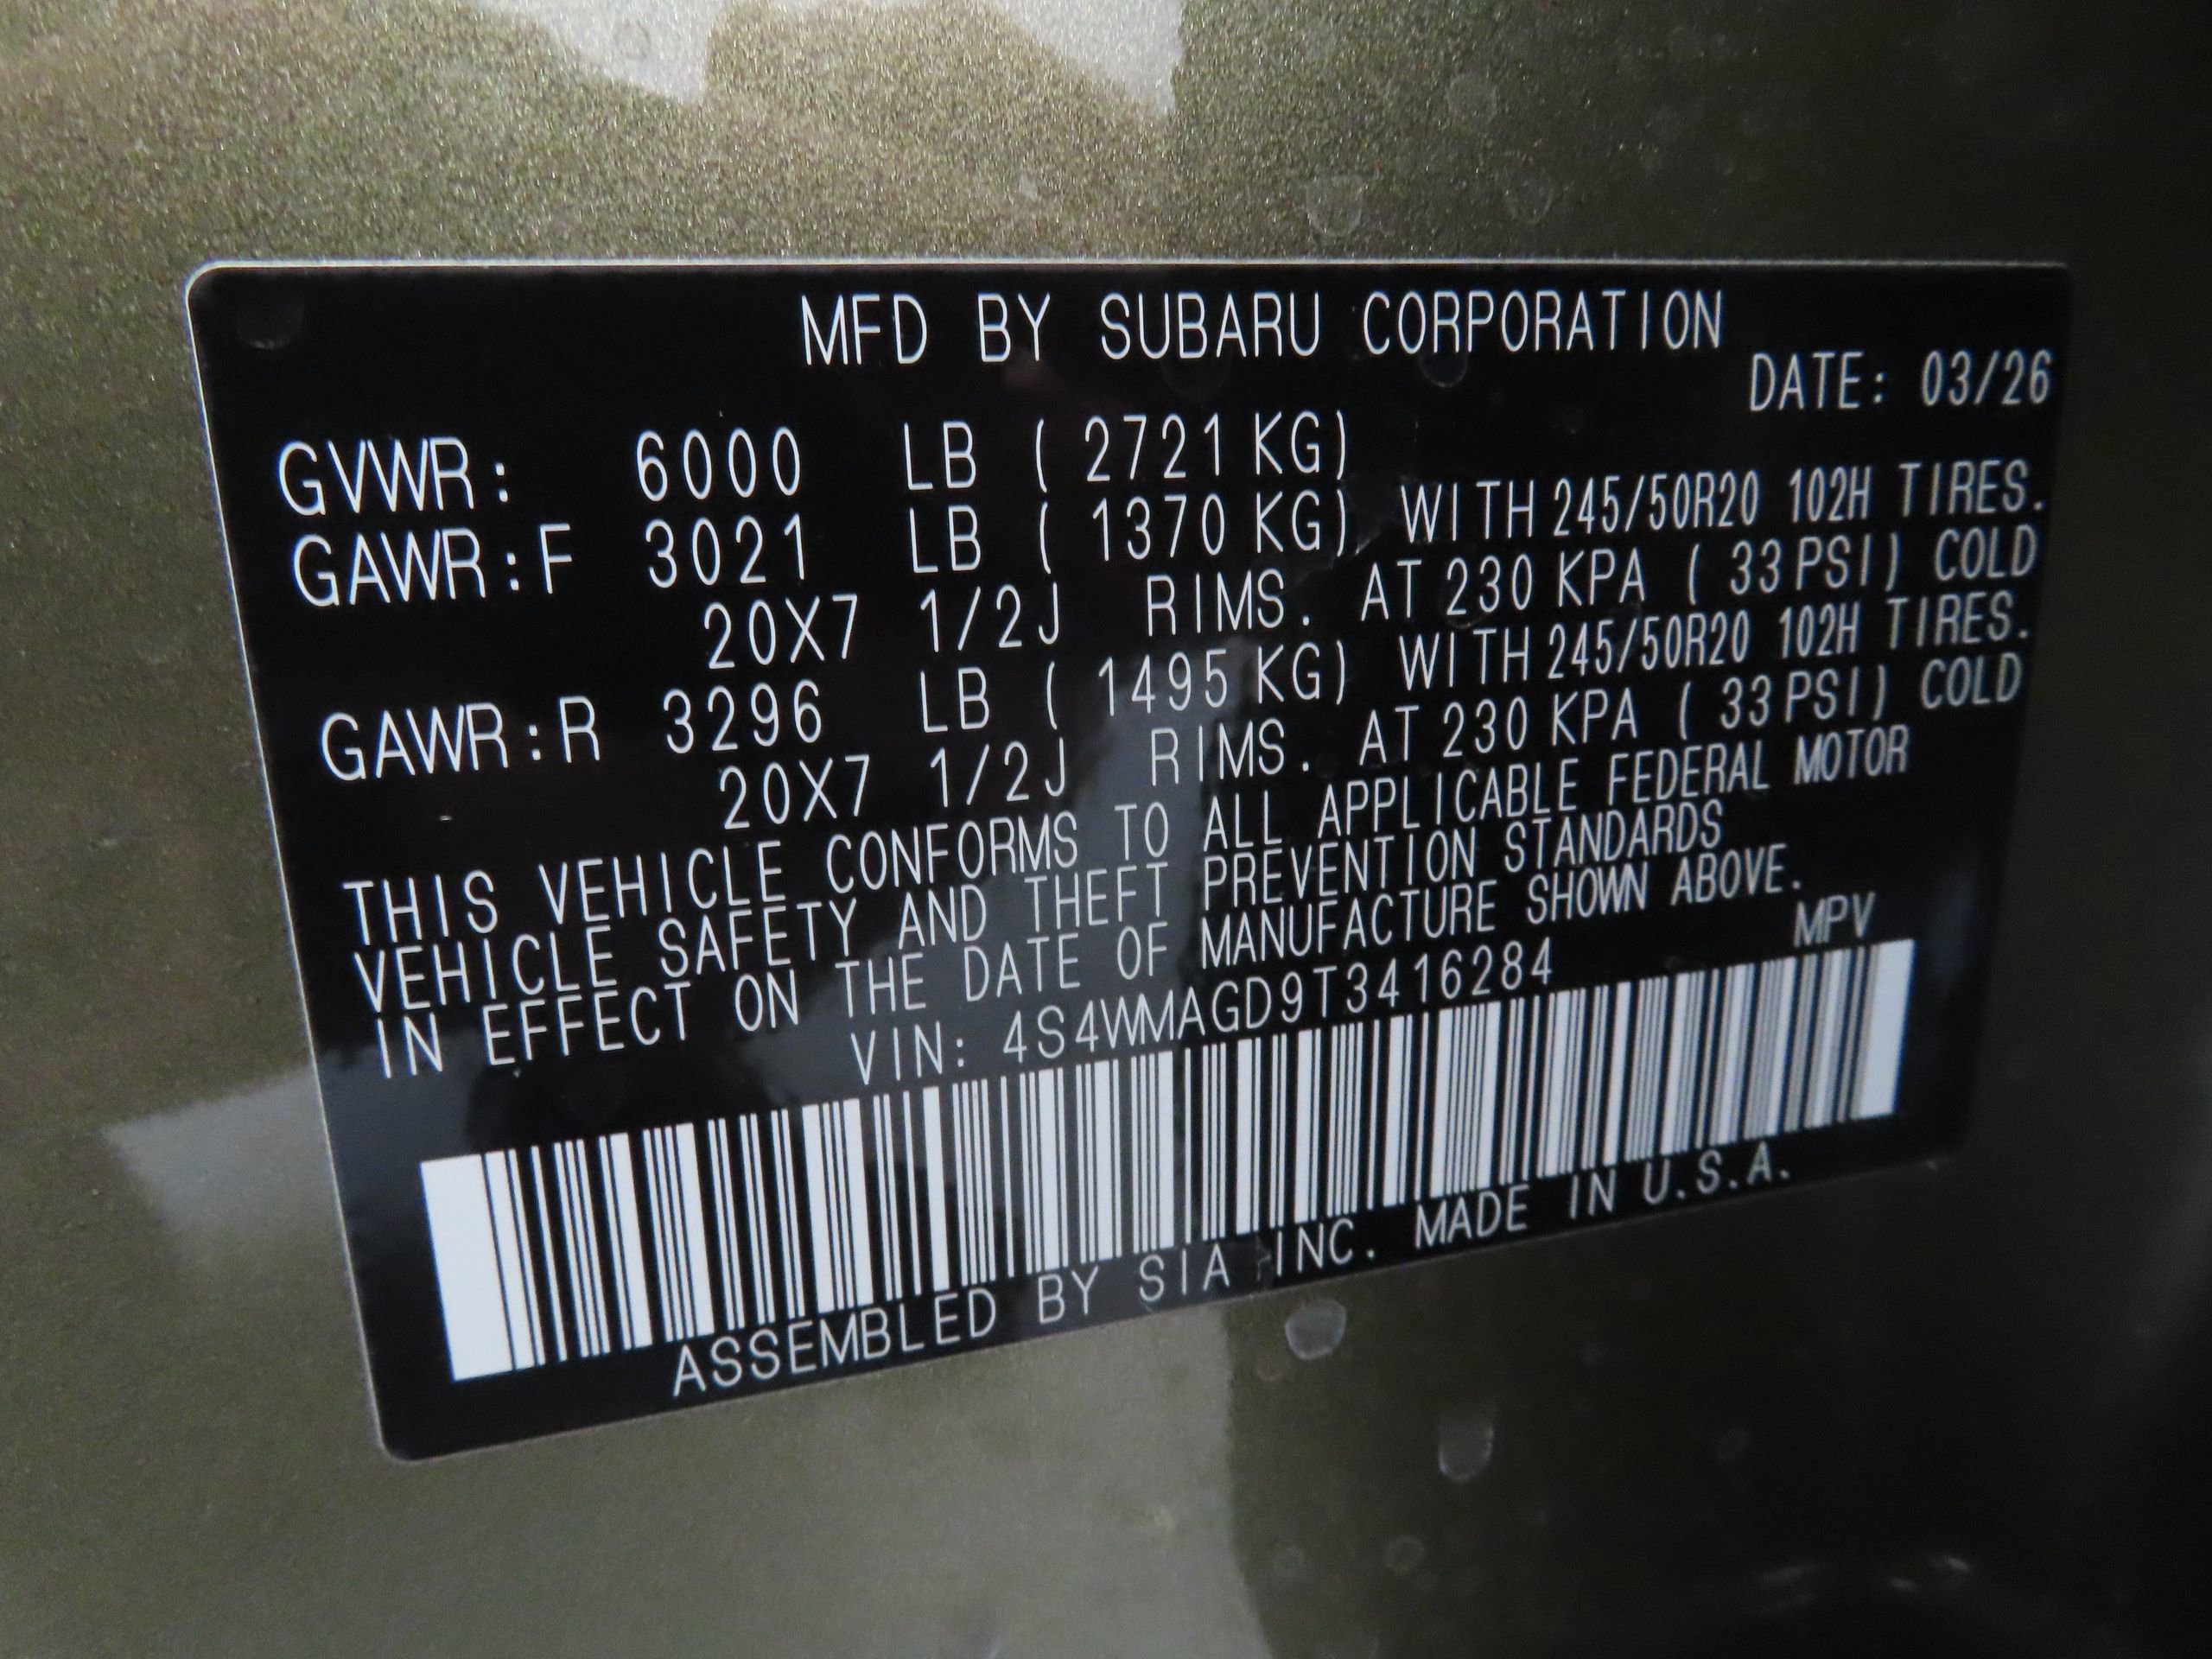 MFD BY SUBARU CORPORATION
DATE: 03/26
GVWR: 6000 LB ( 2721 KG)
GAWR:F 3021 LB ( 1370 KG) WITH 245/50R20 102H TIRES.
20X7 1/2J RIMS. AT 230 KPA ( 33 PSI) COLD
GAWR:R 3296 LB ( 1495 KG) WITH 245/50R20 102H TIRES.
20X7 1/2J RIMS. AT 230 KPA ( 33 PSI) COLD
THIS VEHICLE CONFORMS TO ALL APPLICABLE FEDERAL MOTOR
VEHICLE SAFETY AND THEFT PREVENTION STANDARDS
IN EFFECT ON THE DATE OF MANUFACTURE SHOWN ABOVE.
VIN: 4S4WMAGD9T3416284 MPV
ASSEMBLED BY SIA INC. MADE IN U.S.A.